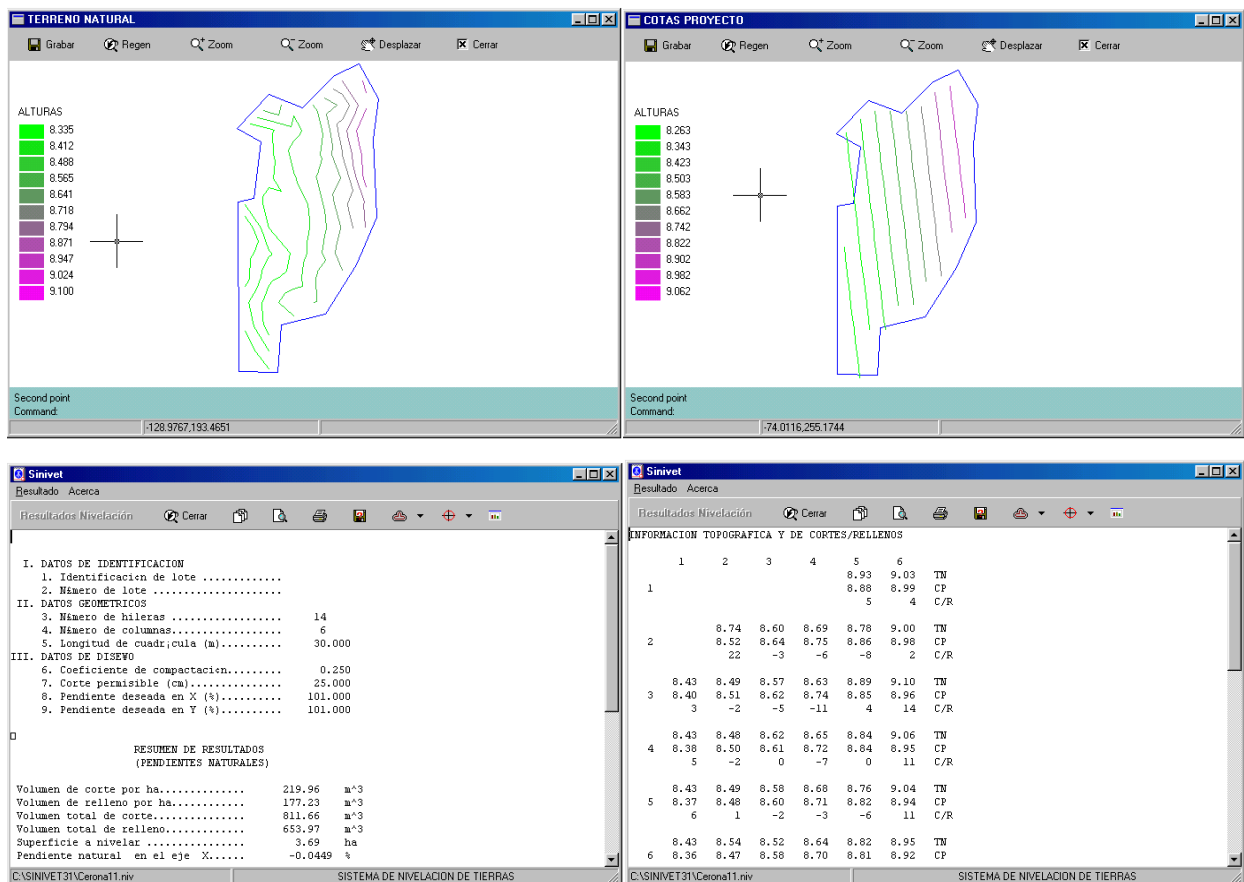 TERRENO NATURAL
Grabar Regen Zoom Zoom Desplazar Cerrar
ALTURAS
8.335
8.412
8.488
8.565
8.641
8.718
8.794
8.871
8.947
9.024
9.100
Second point
Command:
-128.9767,193.4651
COTAS PROYECTO
Grabar Regen Zoom Zoom Desplazar Cerrar
ALTURAS
8.263
8.343
8.423
8.503
8.583
8.662
8.742
8.822
8.902
8.982
9.062
Second point
Command:
-74.0116,255.1744
Sinivet
Resultado Acerca
Resultados Nivelación Cerrar
I. DATOS DE IDENTIFICACION
1. Identificaci¢n de lote .............
2. N£mero de lote ....................
II. DATOS GEOMETRICOS
3. N£mero de hileras ............ 14
4. N£mero de columnas................. 6
5. Longitud de cuadr¡cula (m)......... 30.000
III. DATOS DE DISE¥O
6. Coeficiente de compactaci¢n......... 0.250
7. Corte permisible (cm)............... 25.000
8. Pendiente deseada en X (%).......... 101.000
9. Pendiente deseada en Y (%).......... 101.000
RESUMEN DE RESULTADOS
(PENDIENTES NATURALES)
Volumen de corte por ha.............. 219.96 m^3
Volumen de relleno por ha............ 177.23 m^3
Volumen total de corte............... 811.66 m^3
Volumen total de relleno............. 653.97 m^3
Superficie a nivelar ................ 3.69 ha
Pendiente natural en el eje X...... -0.0449 %
C:\SINIVET31\Cerona11.niv SISTEMA DE NIVELACION DE TIERRAS
Sinivet
Resultado Acerca
Resultados Nivelación Cerrar
INFORMACION TOPOGRAFICA Y DE CORTES/RELLENOS
1 2 3 4 5 6
8.93 9.03 TN
1 8.88 8.99 CP
5 4 C/R
8.74 8.60 8.69 8.78 9.00 TN
2 8.52 8.64 8.75 8.86 8.98 CP
22 -3 -6 -8 2 C/R
8.43 8.49 8.57 8.63 8.89 9.10 TN
3 8.40 8.51 8.62 8.74 8.85 8.96 CP
3 -2 -5 -11 4 14 C/R
8.43 8.48 8.62 8.65 8.84 9.06 TN
4 8.38 8.50 8.61 8.72 8.84 8.95 CP
5 -2 0 -7 0 11 C/R
8.43 8.49 8.58 8.68 8.76 9.04 TN
5 8.37 8.48 8.60 8.71 8.82 8.94 CP
6 1 -2 -3 -6 11 C/R
8.43 8.54 8.52 8.64 8.82 8.95 TN
6 8.36 8.47 8.58 8.70 8.81 8.92 CP
C:\SINIVET31\Cerona11.niv SISTEMA DE NIVELACION DE TIERRAS